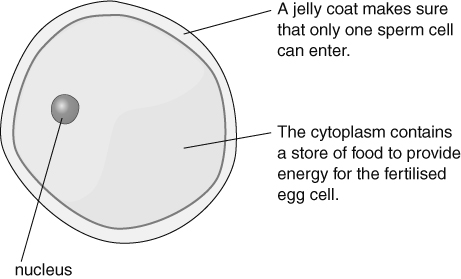 A jelly coat makes sure
that only one sperm cell
can enter.
The cytoplasm contains
a store of food to provide
energy for the fertilised
egg cell.
nucleus